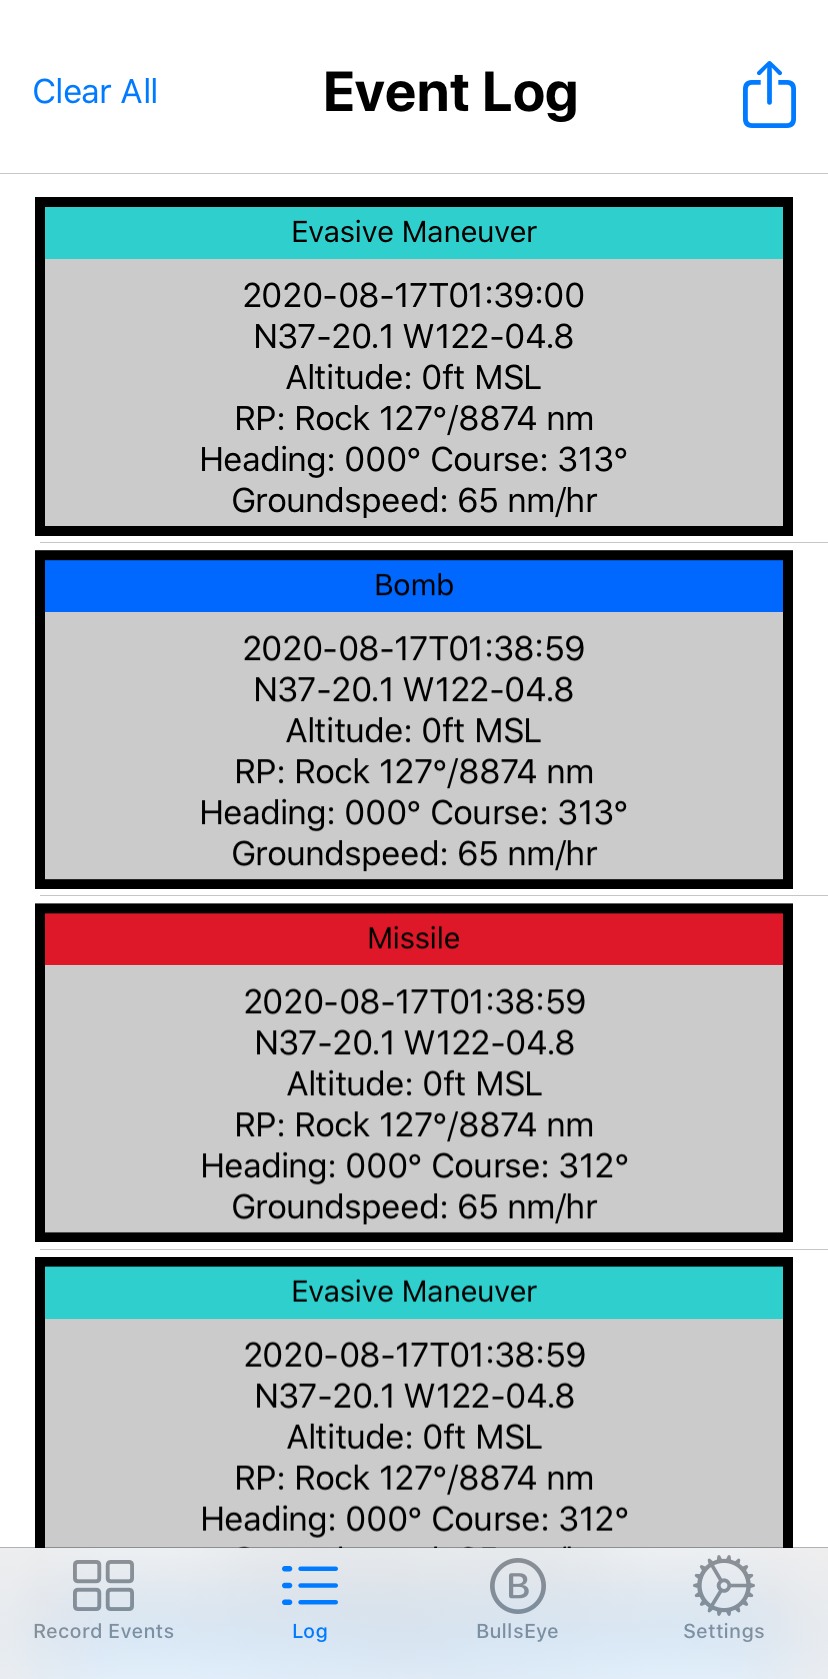 Clear All
Event Log
Evasive Maneuver
2020-08-17T01:39:00
N37-20.1 W122-04.8
Altitude: 0ft MSL
RP: Rock 127°/8874 nm
Heading: 000° Course: 313°
Groundspeed: 65 nm/hr
Bomb
2020-08-17T01:38:59
N37-20.1 W122-04.8
Altitude: 0ft MSL
RP: Rock 127°/8874 nm
Heading: 000° Course: 313°
Groundspeed: 65 nm/hr
Missile
2020-08-17T01:38:59
N37-20.1 W122-04.8
Altitude: 0ft MSL
RP: Rock 127°/8874 nm
Heading: 000° Course: 312°
Groundspeed: 65 nm/hr
Evasive Maneuver
2020-08-17T01:38:59
N37-20.1 W122-04.8
Altitude: 0ft MSL
RP: Rock 127°/8874 nm
Heading: 000° Course: 312°
B
Record Events
Log
BullsEye
Settings